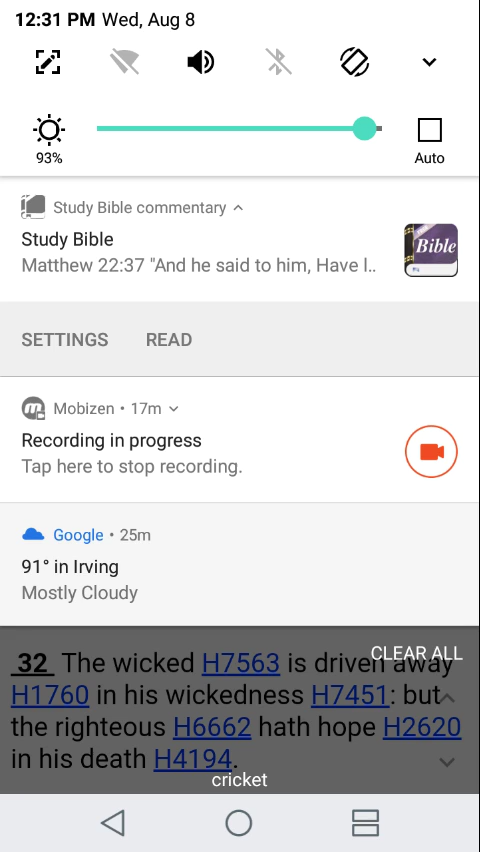 12:31 PM Wed, Aug 8
93%
Auto
Study Bible commentary
Study Bible
Matthew 22:37 "And he said to him, Have l..
Bible
SETTINGS READ
Mobizen • 17m
Recording in progress
Tap here to stop recording.
Google • 25m
91° in Irving
Mostly Cloudy
CLEAR ALL
32 The wicked H7563 is driven away
H1760 in his wickedness H7451: but
the righteous H6662 hath hope H2620
in his death H4194.
cricket